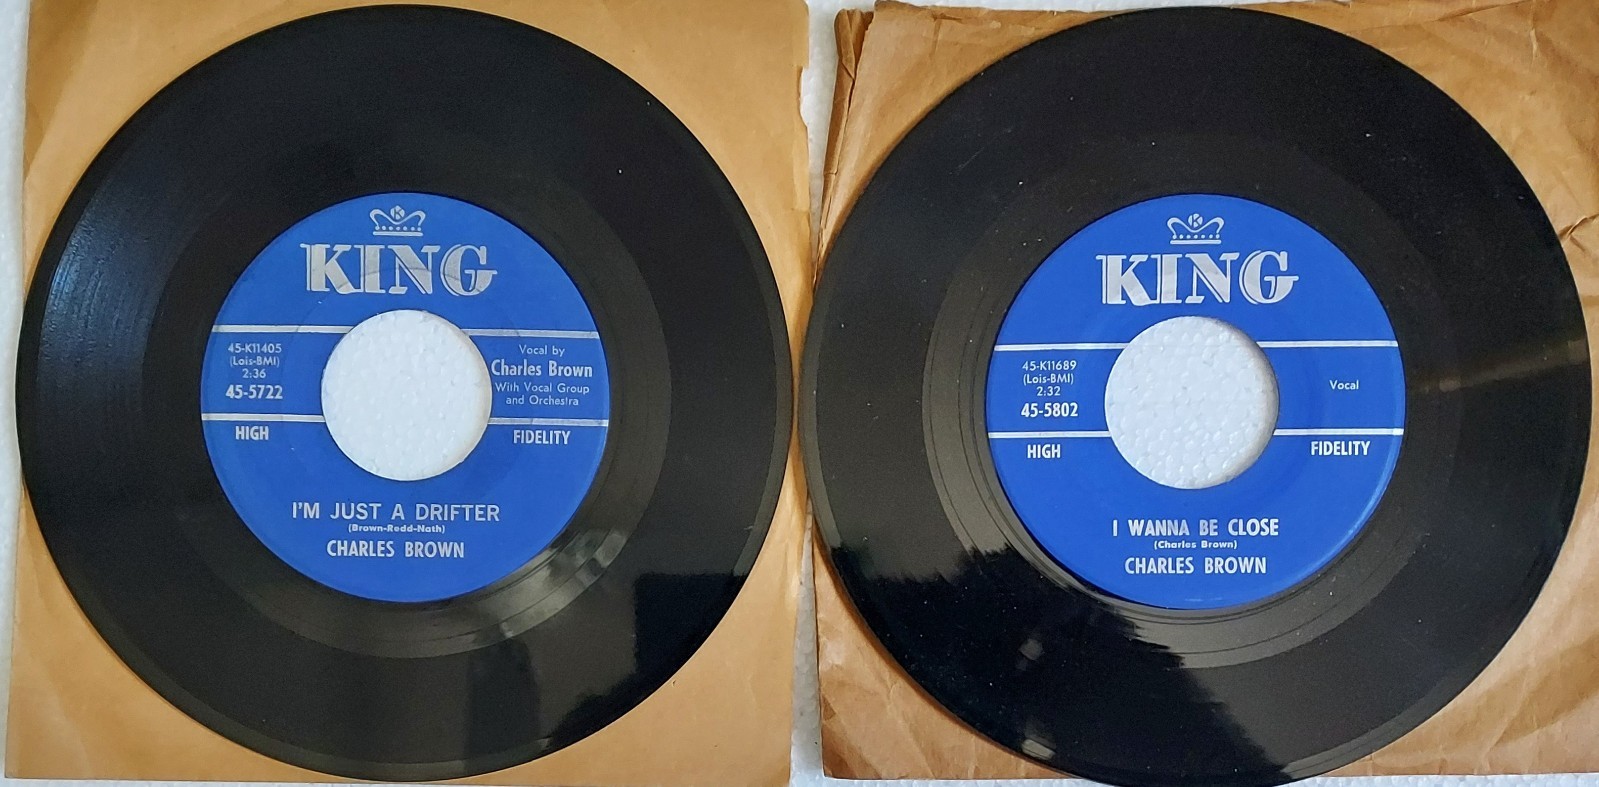 K
KING
45-K11405
(Lois-BMI)
2:36
45-5722
Vocal by
Charles Brown
With Vocal Group
and Orchestra
HIGH FIDELITY
I'M JUST A DRIFTER
(Brown-Redd-Nath)
CHARLES BROWN
K
KING
45-K11689
(Lois-BMI)
2:32
45-5802
Vocal
HIGH FIDELITY
I WANNA BE CLOSE
(Charles Brown)
CHARLES BROWN